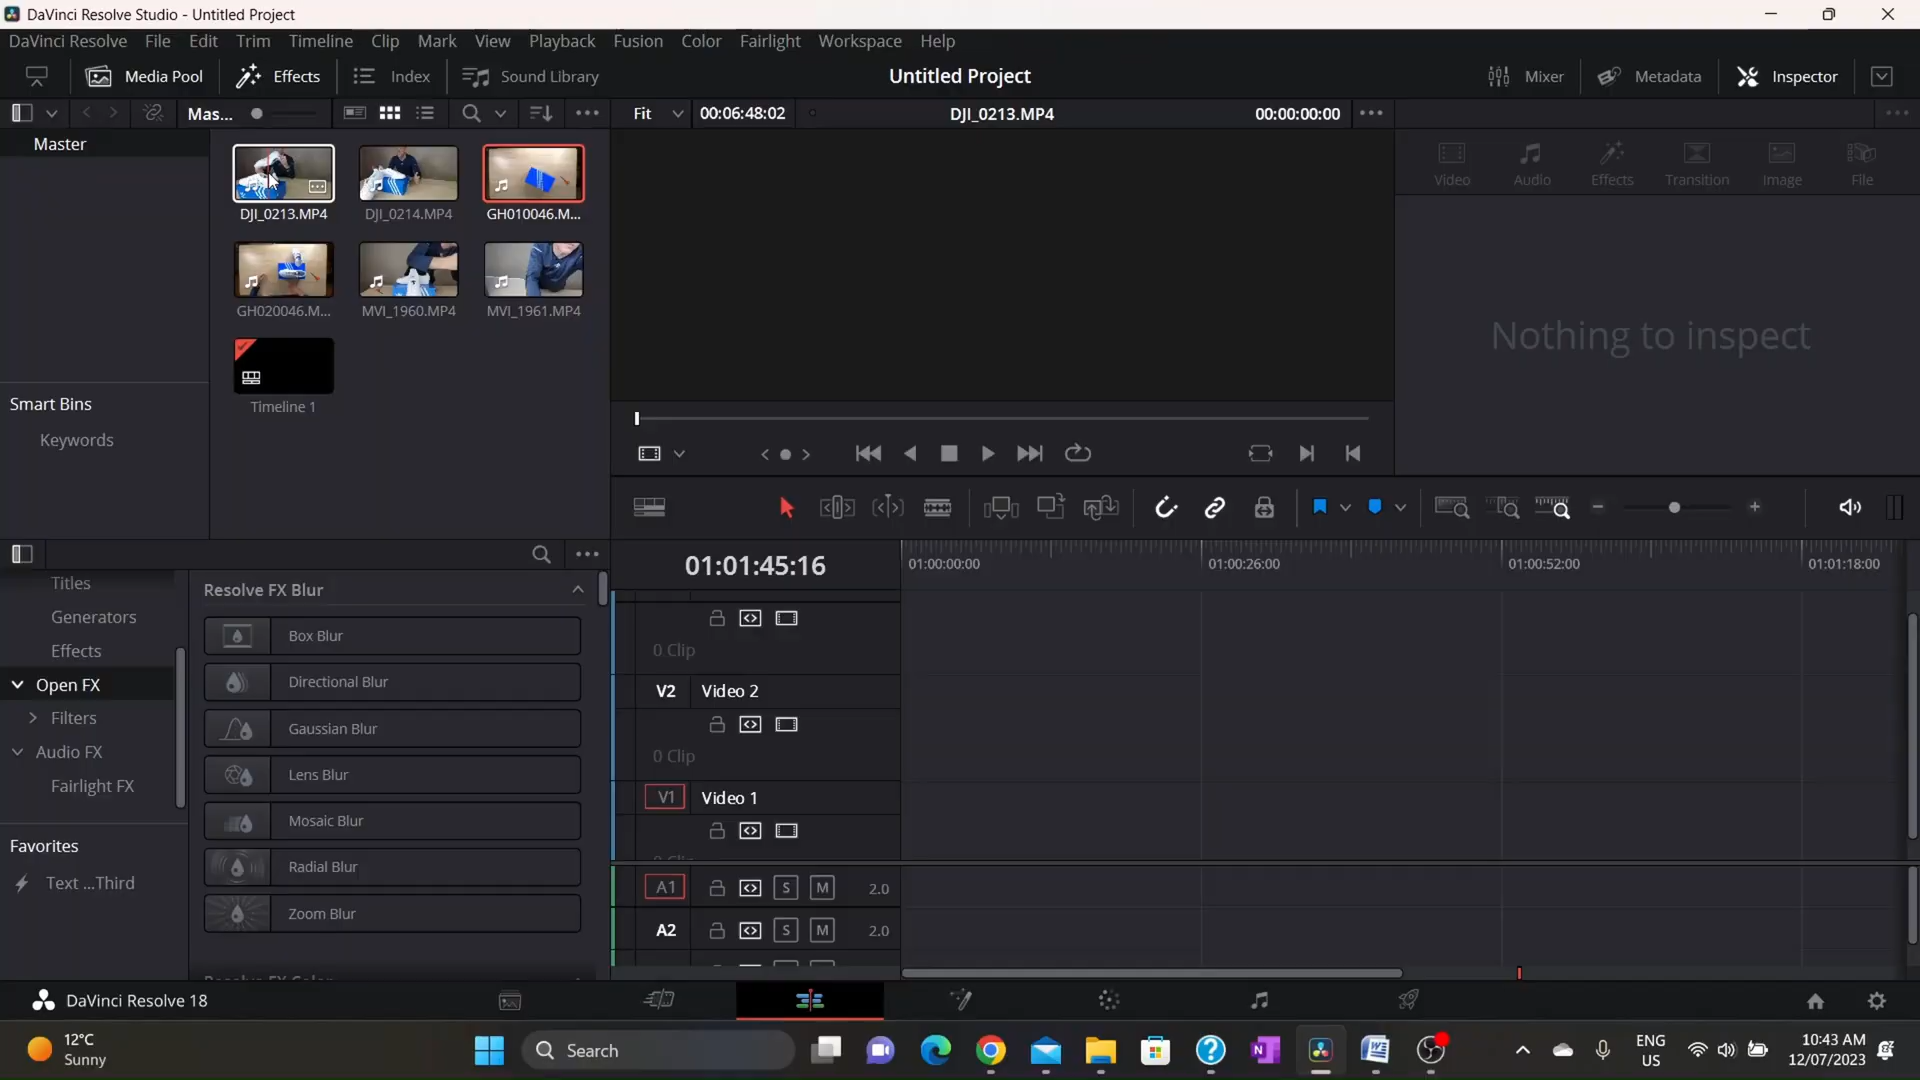 DaVinci Resolve Studio - Untitled Project
DaVinci Resolve File Edit Trim Timeline Clip Mark View Playback Fusion Color Fairlight Workspace Help
Media Pool Effects Index Sound Library Untitled Project Mixer Metadata Inspector
Mas... Fit 00:06:48:02 DJI_0213.MP4 00:00:00:00
Master
Video Audio Effects Transition Image File
DJI_0213.MP4 DJI_0214.MP4 GH010046.M...
GH020046.M... MVI_1960.MP4 MVI_1961.MP4
Nothing to inspect
Timeline 1
Smart Bins
Keywords
01:01:45:16 01:00:00:00 01:00:26:00 01:00:52:00 01:01:18:00
Titles
Generators
Effects
Open FX
Filters
Audio FX
Fairlight FX
Favorites
Text ...Third
Resolve FX Blur
Box Blur
Directional Blur
Gaussian Blur
Lens Blur
Mosaic Blur
Radial Blur
Zoom Blur
0 Clip
V2 Video 2
0 Clip
V1 Video 1
A1 S M 2.0
A2 S M 2.0
DaVinci Resolve 18
12°C
Sunny
Search
ENG
US
10:43 AM
12/07/2023